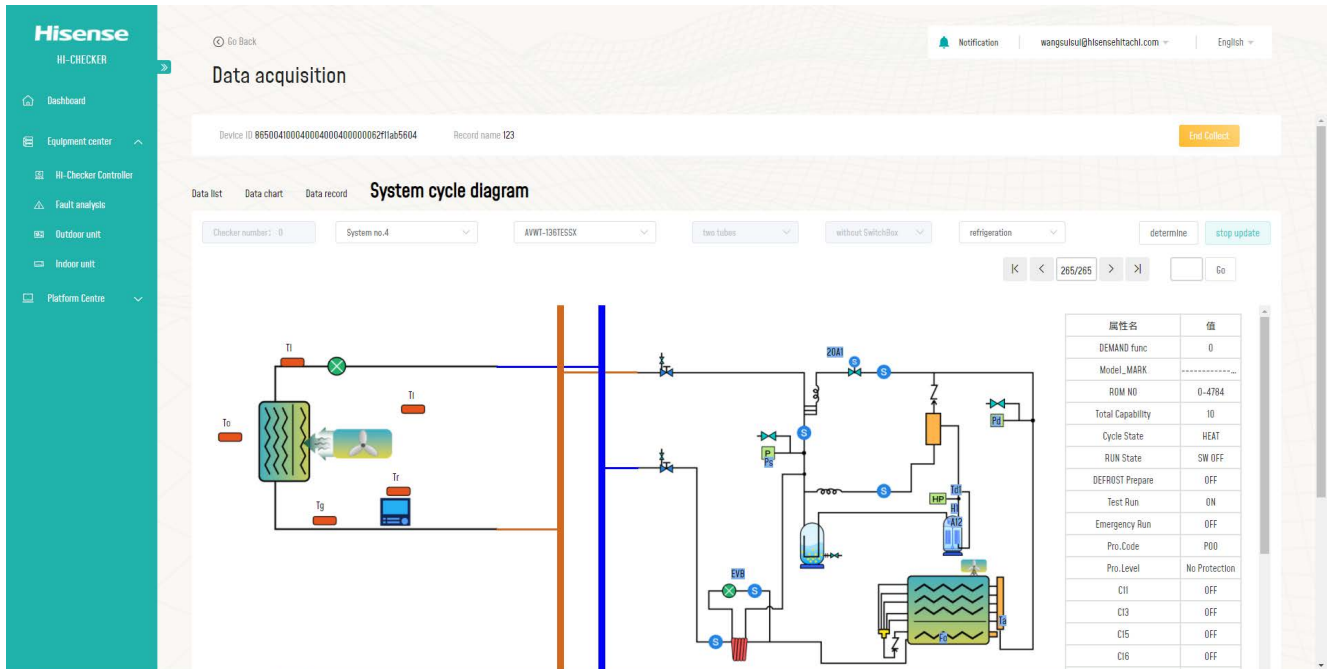 Hisense
HI-CHECKER
Dashboard
Equipment center
HI-Checker Controller
Fault analysis
Outdoor unit
Indoor unit
Platform Centre
Go Back
Notification
wangsuisui@hisensehitachi.com
English
Data acquisition
Device ID 865004100040004000400000062f11ab5604
Record name 123
End Collect
Data list
Data chart
Data record
System cycle diagram
Checker number: 0
System no.4
AVWT-136TESSX
two tubes
without SwitchBox
refrigeration
determine
stop update
265/265
Go
Tl
To
Ti
Tr
Tg
20A1
S
S
S
P
Ps
Pd
S
HP
Td1
H1
A12
EVB
S
S
Ta
Fo
属性名 值
DEMAND func 0
Model_MARK ------------...
ROM NO 0-4784
Total Capability 10
Cycle State HEAT
RUN State SW OFF
DEFROST Prepare OFF
Test Run ON
Emergency Run OFF
Pro.Code P00
Pro.Level No Protection
C11 OFF
C13 OFF
C15 OFF
C16 OFF